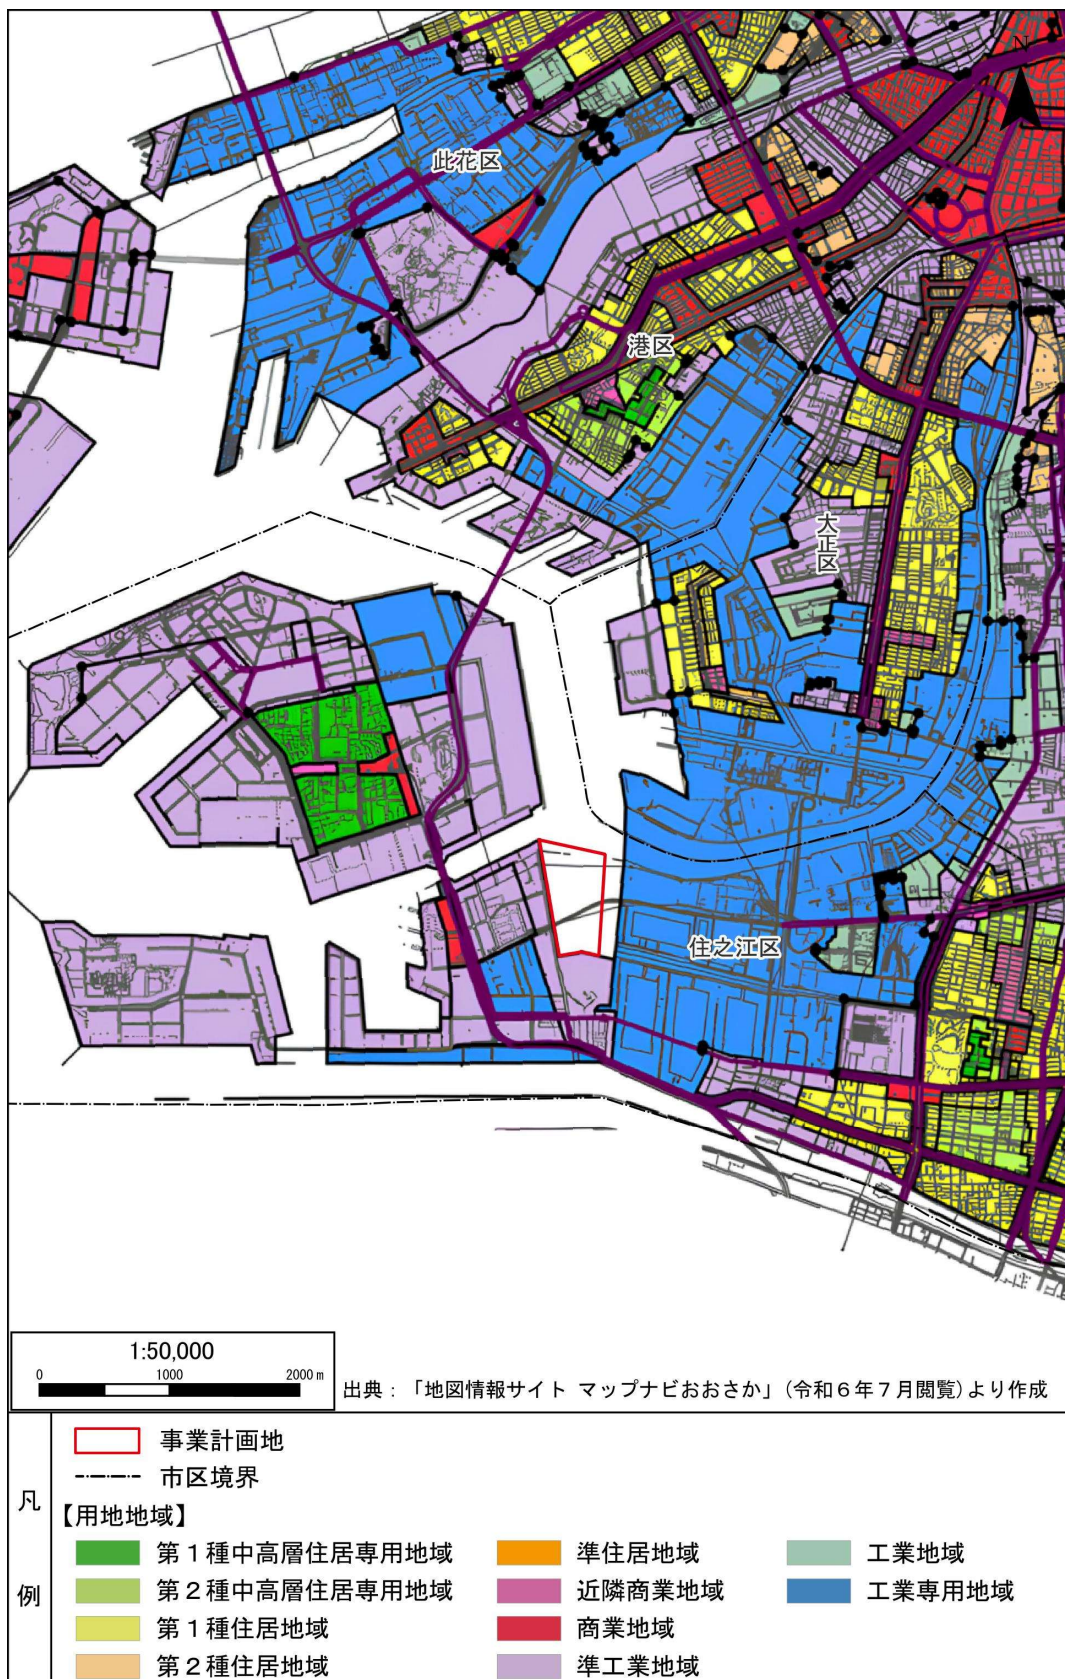 N
此花区
港区
大正区
住之江区
1:50,000
0 1000 2000 m
出典：「地図情報サイト マップナビおおさか」（令和６年７月閲覧）より作成
凡例
事業計画地
市区境界
【用地地域】
第１種中高層住居専用地域
第２種中高層住居専用地域
第１種住居地域
第２種住居地域
準住居地域
近隣商業地域
商業地域
準工業地域
工業地域
工業専用地域